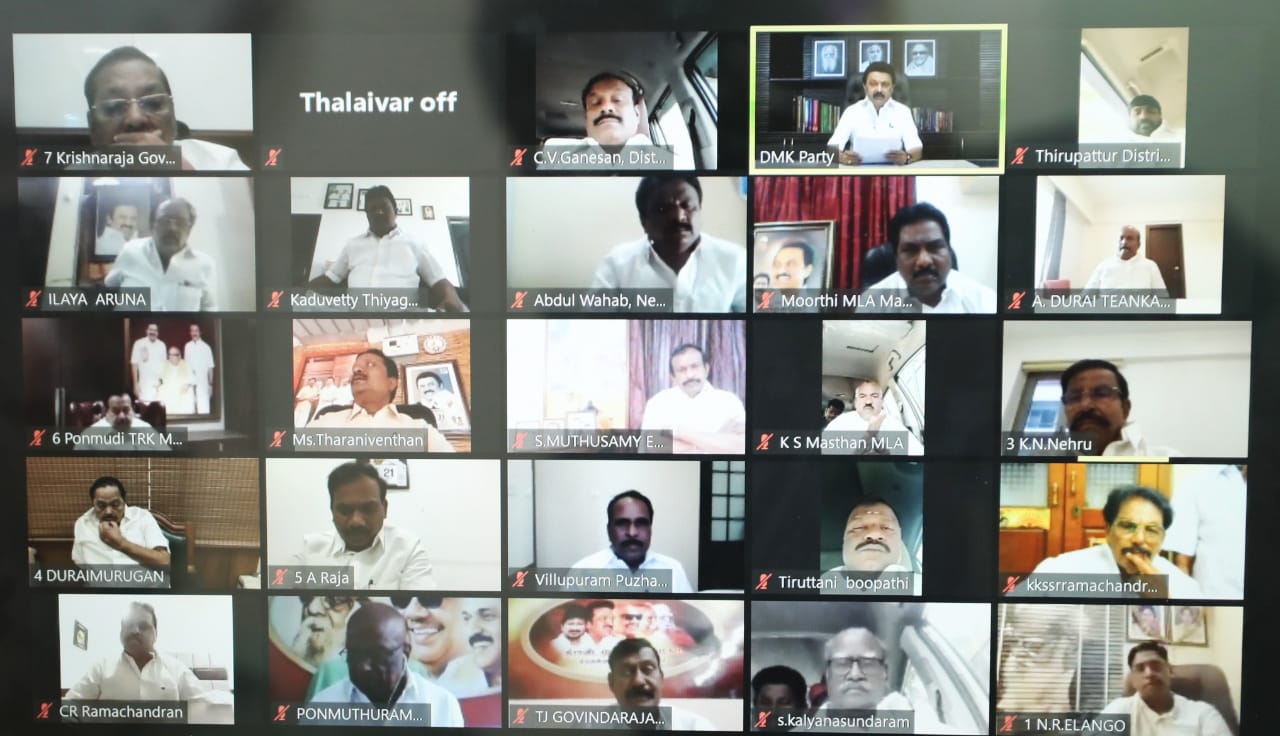 7 Krishnaraja Gov...
Thalaivar off
C.V.Ganesan, Dist...
DMK Party
Thirupattur Distri...
ILAYA ARUNA
Kaduvetty Thiyag...
Abdul Wahab, Ne...
Moorthi MLA Ma...
A. DURAI TEANKA...
6 Ponmudi TRK M...
Ms.Tharaniventhan
S.MUTHUSAMY E...
K S Masthan MLA
3 K.N.Nehru
4 DURAIMURUGAN
5 A Raja
21
Villupuram Puzha...
Tiruttani boopathi
kkssrramachandr...
CR Ramachandran
PONMUTHURAM...
TJ GOVINDARAJA...
s.kalyanasundaram
1 N.R.ELANGO